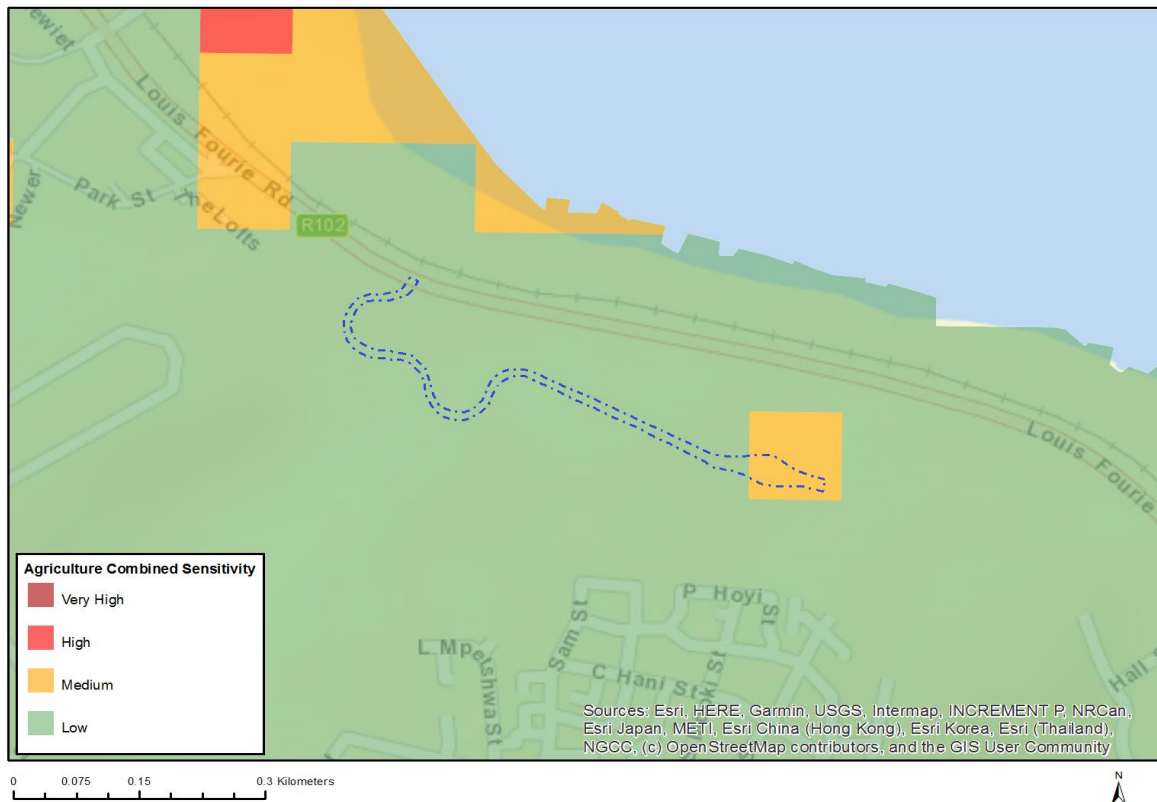 ewiet
Louis Fourie Rd
Newer
Park St
TheLofts
R102
Louis Fourie
P Hoyi St
Sam St
L Mpetshwa St
C Hani St
Hall
Agriculture Combined Sensitivity
Very High
High
Medium
Low
Sources: Esri, HERE, Garmin, USGS, Intermap, INCREMENT P, NRCan,
Esri Japan, METI, Esri China (Hong Kong), Esri Korea, Esri (Thailand),
NGCC, (c) OpenStreetMap contributors, and the GIS User Community
0 0.075 0.15 0.3 Kilometers
N